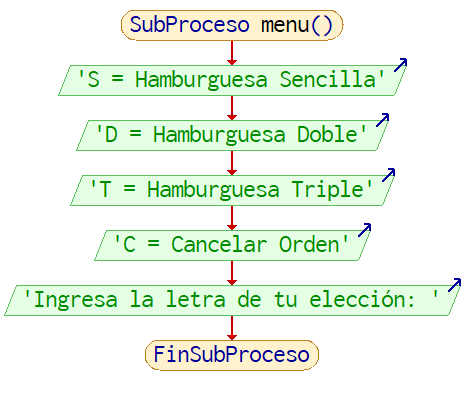 SubProceso menu()
'S = Hamburguesa Sencilla'
'D = Hamburguesa Doble'
'T = Hamburguesa Triple'
'C = Cancelar Orden'
'Ingresa la letra de tu elección: '
FinSubProceso